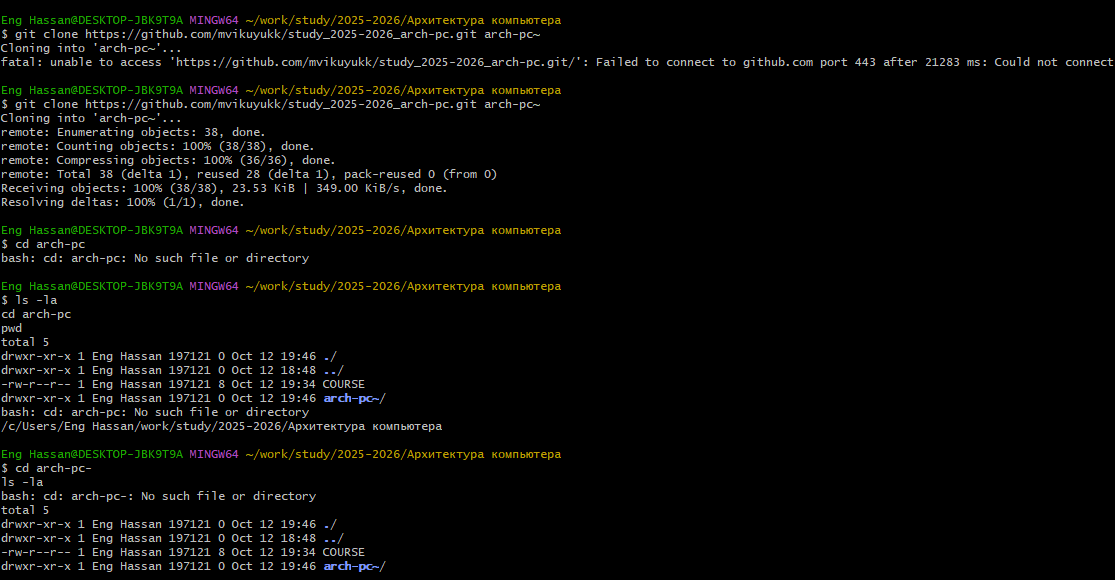 Eng Hassan@DESKTOP-JBK9T9A MINGW64 ~/work/study/2025-2026/Архитектура компьютера
$ git clone https://github.com/mvikuyukk/study_2025-2026_arch-pc.git arch-pc~
Cloning into 'arch-pc~'...
fatal: unable to access 'https://github.com/mvikuyukk/study_2025-2026_arch-pc.git/': Failed to connect to github.com port 443 after 21283 ms: Could not connect
Eng Hassan@DESKTOP-JBK9T9A MINGW64 ~/work/study/2025-2026/Архитектура компьютера
$ git clone https://github.com/mvikuyukk/study_2025-2026_arch-pc.git arch-pc~
Cloning into 'arch-pc~'...
remote: Enumerating objects: 38, done.
remote: Counting objects: 100% (38/38), done.
remote: Compressing objects: 100% (36/36), done.
remote: Total 38 (delta 1), reused 28 (delta 1), pack-reused 0 (from 0)
Receiving objects: 100% (38/38), 23.53 KiB | 349.00 KiB/s, done.
Resolving deltas: 100% (1/1), done.
Eng Hassan@DESKTOP-JBK9T9A MINGW64 ~/work/study/2025-2026/Архитектура компьютера
$ cd arch-pc
bash: cd: arch-pc: No such file or directory
Eng Hassan@DESKTOP-JBK9T9A MINGW64 ~/work/study/2025-2026/Архитектура компьютера
$ ls -la
cd arch-pc
pwd
total 5
drwxr-xr-x 1 Eng Hassan 197121 0 Oct 12 19:46 ./
drwxr-xr-x 1 Eng Hassan 197121 0 Oct 12 18:48 ../
-rw-r--r-- 1 Eng Hassan 197121 8 Oct 12 19:34 COURSE
drwxr-xr-x 1 Eng Hassan 197121 0 Oct 12 19:46 arch-pc~/
bash: cd: arch-pc: No such file or directory
/c/Users/Eng Hassan/work/study/2025-2026/Архитектура компьютера
Eng Hassan@DESKTOP-JBK9T9A MINGW64 ~/work/study/2025-2026/Архитектура компьютера
$ cd arch-pc-
ls -la
bash: cd: arch-pc-: No such file or directory
total 5
drwxr-xr-x 1 Eng Hassan 197121 0 Oct 12 19:46 ./
drwxr-xr-x 1 Eng Hassan 197121 0 Oct 12 18:48 ../
-rw-r--r-- 1 Eng Hassan 197121 8 Oct 12 19:34 COURSE
drwxr-xr-x 1 Eng Hassan 197121 0 Oct 12 19:46 arch-pc~/